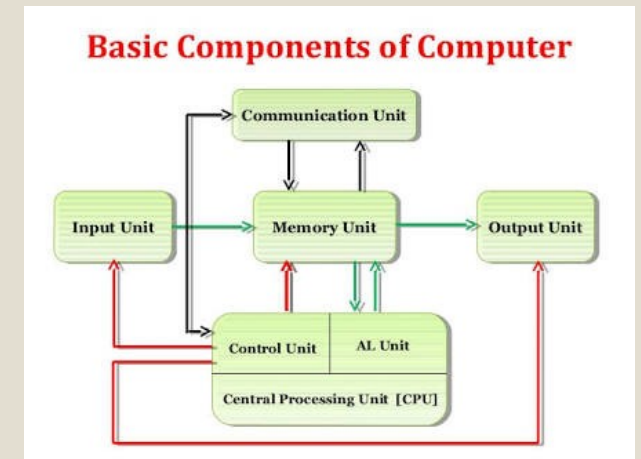 Basic Components of Computer
Communication Unit
Input Unit
Memory Unit
Output Unit
Control Unit
AL Unit
Central Processing Unit [CPU]